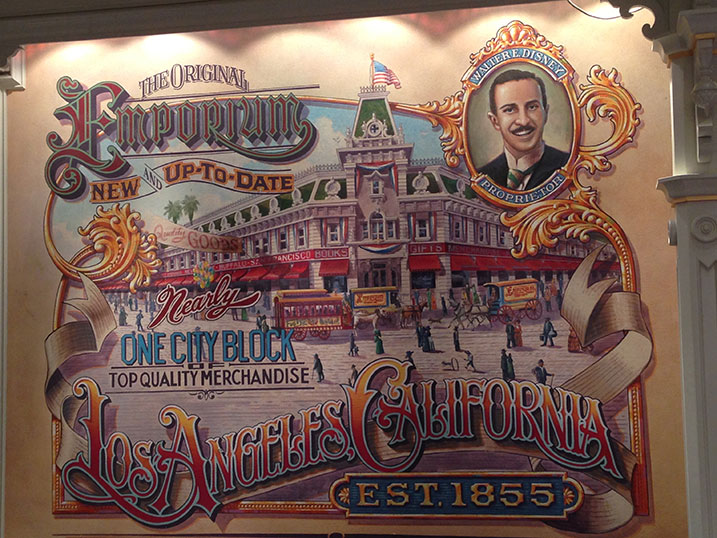 THE ORIGINAL
EMPORIUM
NEW AND UP-TO-DATE
WALTER E. DISNEY,
PROPRIETOR
Quality
GOODS
FRANCISCO BOOKS
GIFTS
Nearly
ONE CITY BLOCK
OF
TOP QUALITY MERCHANDISE
LOS ANGELES, CALIFORNIA
EST. 1855